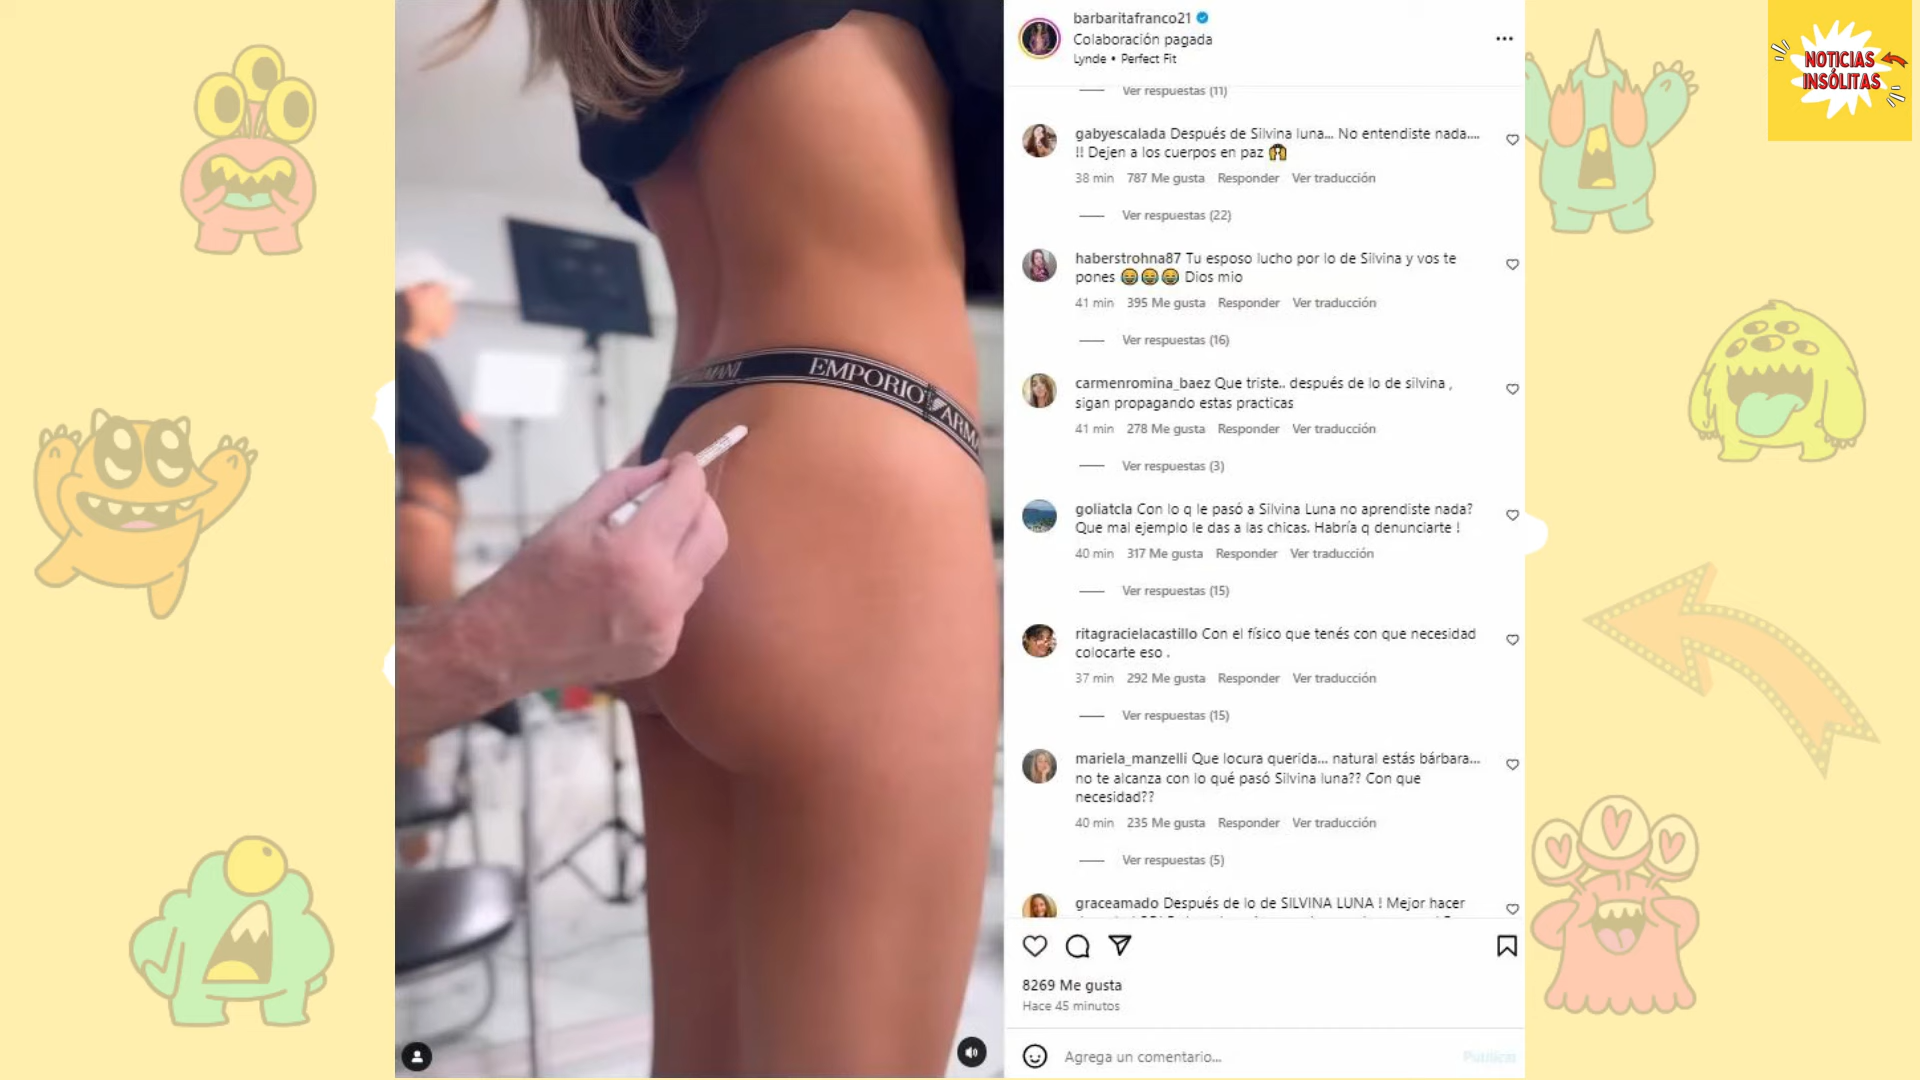 NOTICIAS
INSÓLITAS
EMPORIO ARMA
barbaritafranco21
Colaboración pagada
Lynde • Perfect Fit
Ver respuestas (11)
gabyescalada Después de Silvina luna... No entendiste nada....
!! Dejen a los cuerpos en paz 🙌
38 min 787 Me gusta Responder Ver traducción
Ver respuestas (22)
haberstrohna87 Tu esposo lucho por lo de Silvina y vos te
pones 😂😂😂 Dios mio
41 min 395 Me gusta Responder Ver traducción
Ver respuestas (16)
carmenromina_baez Que triste.. después de lo de silvina ,
sigan propagando estas practicas
41 min 278 Me gusta Responder Ver traducción
Ver respuestas (3)
goliatcla Con lo q le pasó a Silvina Luna no aprendiste nada?
Que mal ejemplo le das a las chicas. Habría q denunciarte !
40 min 317 Me gusta Responder Ver traducción
Ver respuestas (15)
ritagracielacastillo Con el físico que tenés con que necesidad
colocarte eso .
37 min 292 Me gusta Responder Ver traducción
Ver respuestas (15)
mariela_manzelli Que locura querida... natural estás bárbara...
no te alcanza con lo qué pasó Silvina luna?? Con que
necesidad??
40 min 235 Me gusta Responder Ver traducción
Ver respuestas (5)
graceamado Después de lo de SILVINA LUNA ! Mejor hacer
8269 Me gusta
Hace 45 minutos
Agrega un comentario...
Publicar